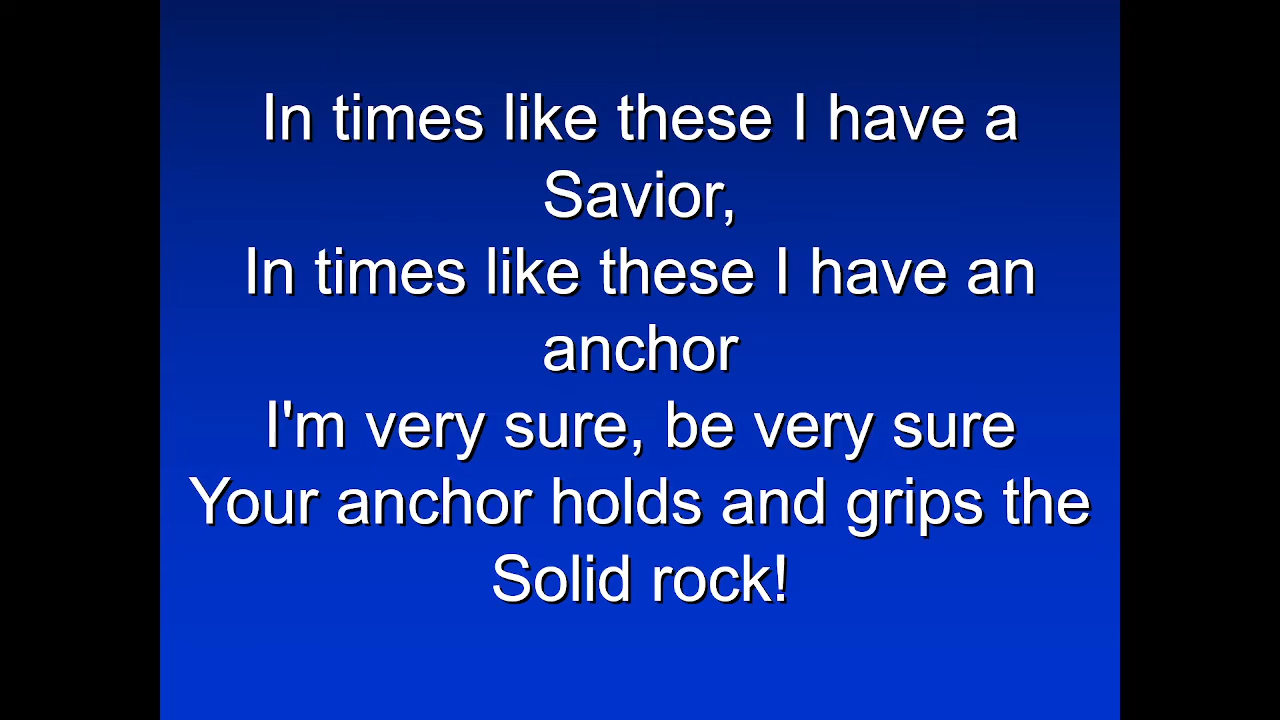 In times like these I have a
Savior,
In times like these I have an
anchor
I'm very sure, be very sure
Your anchor holds and grips the
Solid rock!